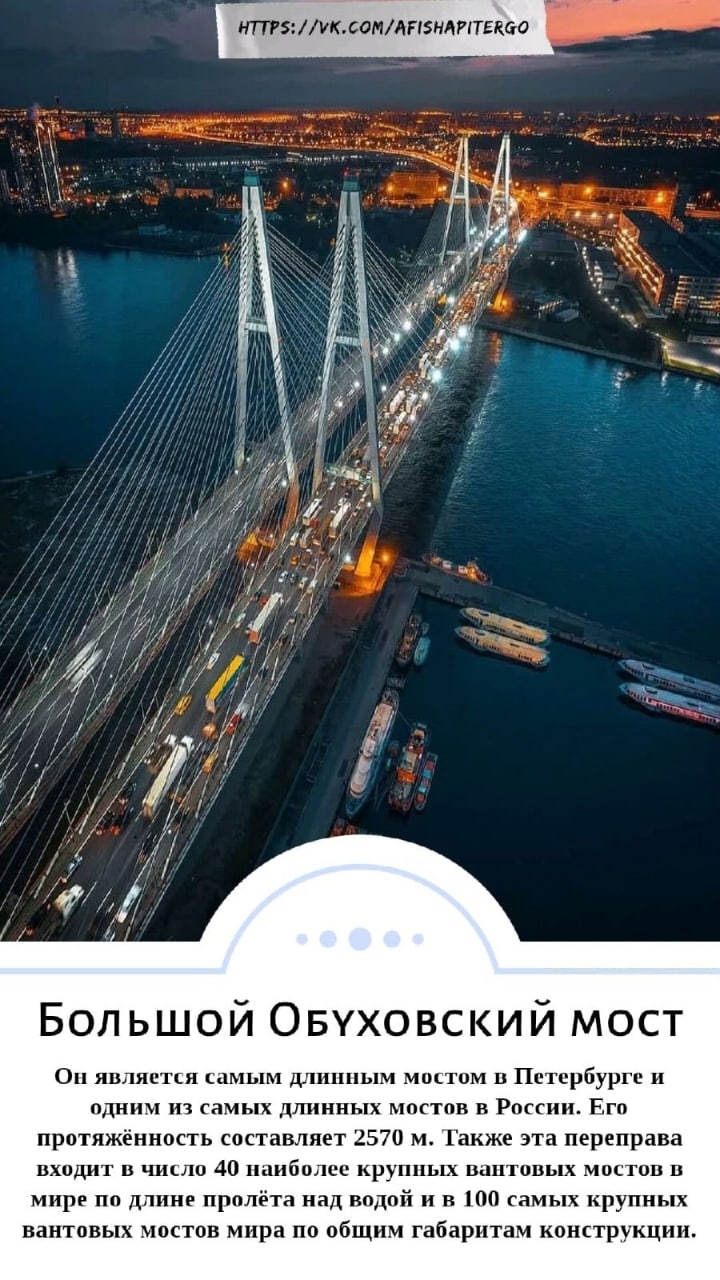 HTTPS://VK.COM/AFISHAPITERGO
Большой Обуховский мост
Он является самым длинным мостом в Петербурге и
одним из самых длинных мостов в России. Его
протяжённость составляет 2570 м. Также эта переправа
входит в число 40 наиболее крупных вантовых мостов в
мире по длине пролёта над водой и в 100 самых крупных
вантовых мостов мира по общим габаритам конструкции.